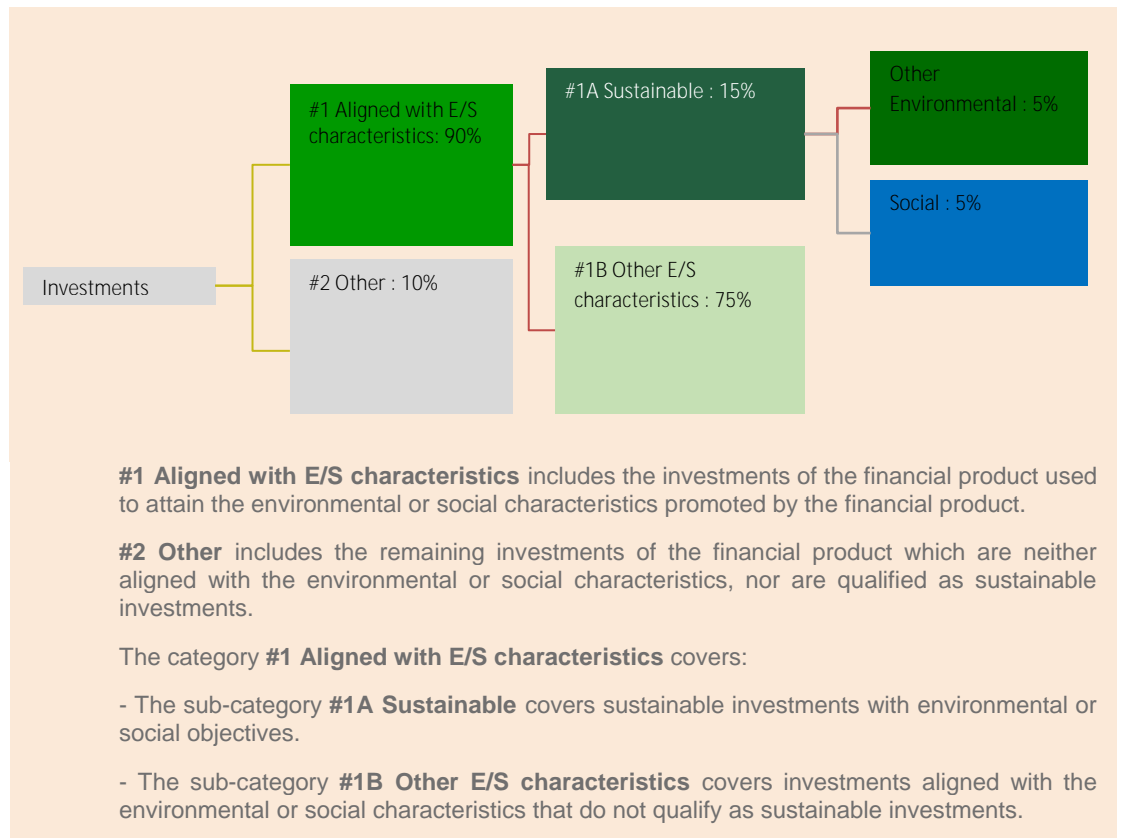 Investments
#1 Aligned with E/S
characteristics: 90%
#2 Other : 10%
#1A Sustainable : 15%
#1B Other E/S
characteristics : 75%
Other
Environmental : 5%
Social : 5%
#1 Aligned with E/S characteristics includes the investments of the financial product used
to attain the environmental or social characteristics promoted by the financial product.
#2 Other includes the remaining investments of the financial product which are neither
aligned with the environmental or social characteristics, nor are qualified as sustainable
investments.
The category #1 Aligned with E/S characteristics covers:
- The sub-category #1A Sustainable covers sustainable investments with environmental or
social objectives.
- The sub-category #1B Other E/S characteristics covers investments aligned with the
environmental or social characteristics that do not qualify as sustainable investments.